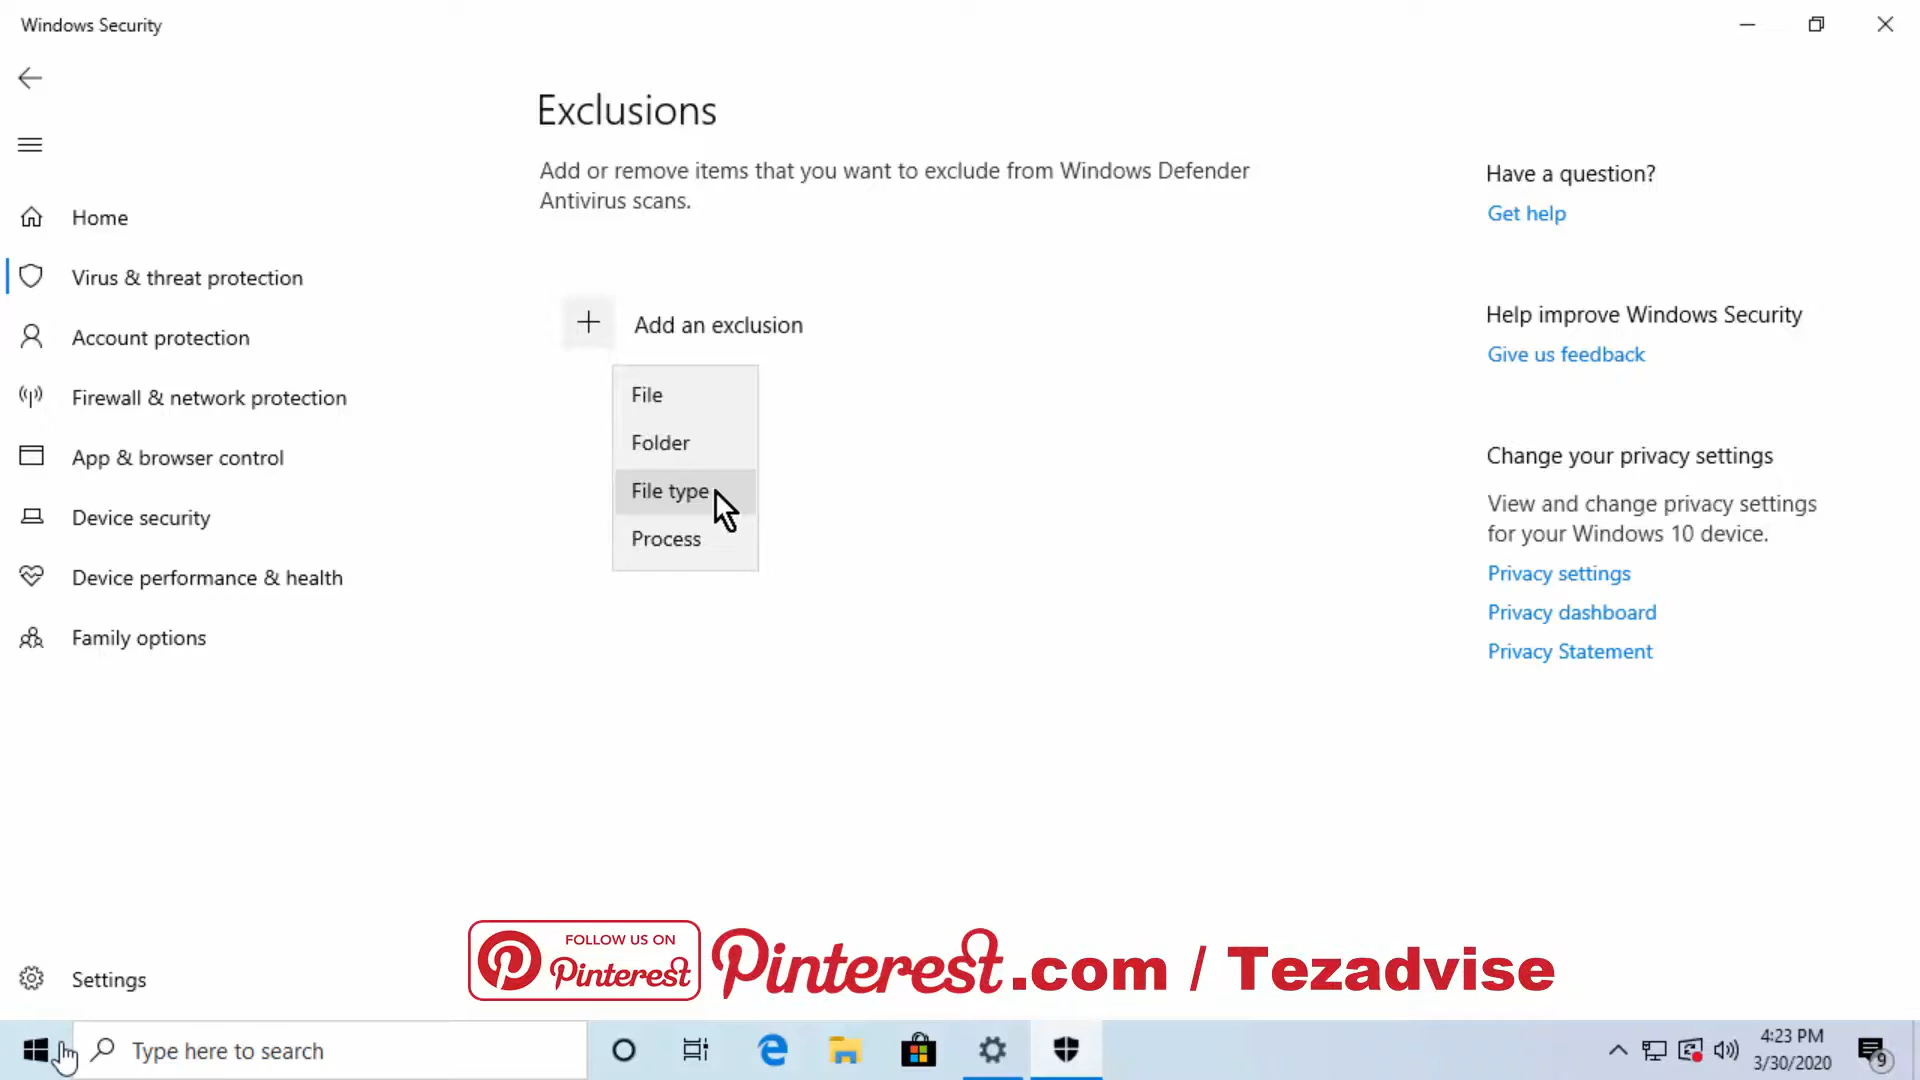 Windows Security
Exclusions
Add or remove items that you want to exclude from Windows Defender
Antivirus scans.
Home
Virus & threat protection
Account protection
Firewall & network protection
App & browser control
Device security
Device performance & health
Family options
Settings
Add an exclusion
File
Folder
File type
Process
Have a question?
Get help
Help improve Windows Security
Give us feedback
Change your privacy settings
View and change privacy settings
for your Windows 10 device.
Privacy settings
Privacy dashboard
Privacy Statement
FOLLOW US ON
Pinterest
Pinterest.com / Tezadvise
Type here to search
4:23 PM
3/30/2020
9